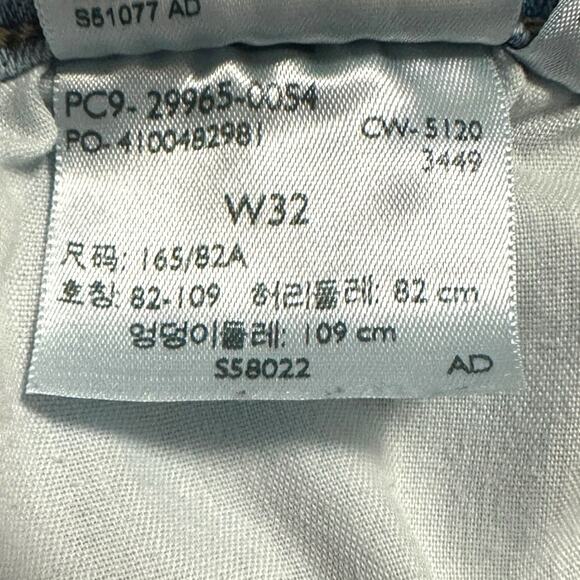 S51077 AD
PC9- 29965-0054
PO-4100482981 CW-5120
3449
W32
尺码: 165/82A
호칭: 82-109 허리둘레: 82 cm
엉덩이둘레: 109 cm
S58022 AD